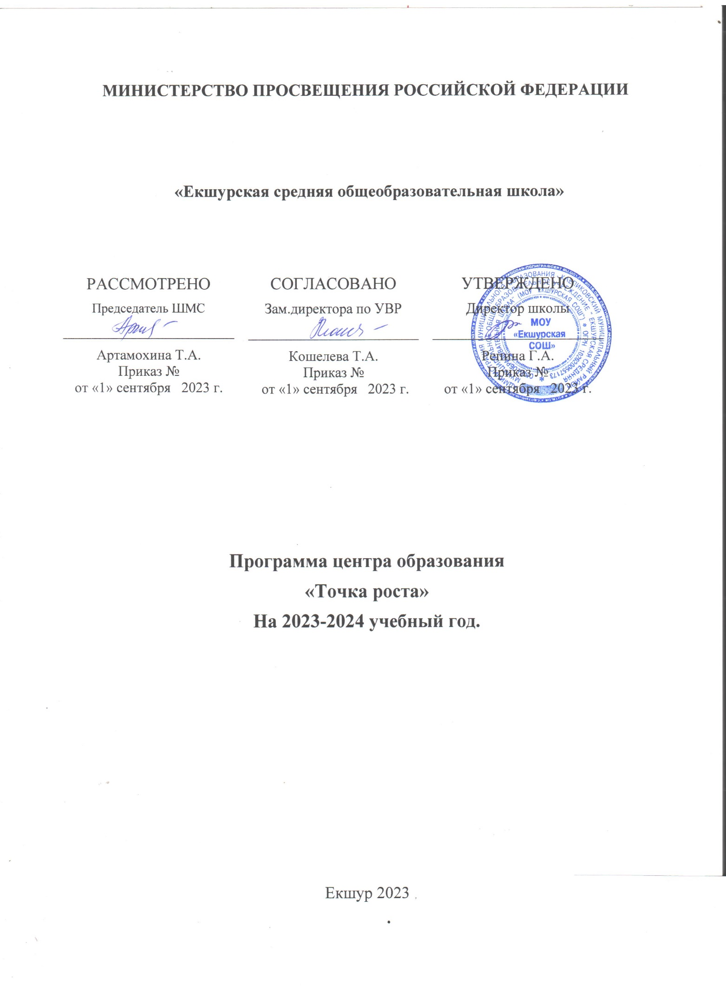 МИНИСТЕРСТВО ПРОСВЕЩЕНИЯ РОССИЙСКОЙ ФЕДЕРАЦИИ
«Екшурская средняя общеобразовательная школа»
РАССМОТРЕНО
Председатель ШМС
Артамохина Т.А.
Приказ №
от «1» сентября 2023 г.
СОГЛАСОВАНО
Зам.директора по УВР
Кошелева Т.А.
Приказ №
от «1» сентября 2023 г.
УТВЕРЖДЕНО
Директор школы
Репина Г.А.
Приказ №
от «1» сентября 2023 г.
МОУ
«Екшурская
СОШ»
Программа центра образования
«Точка роста»
На 2023-2024 учебный год.
Екшур 2023